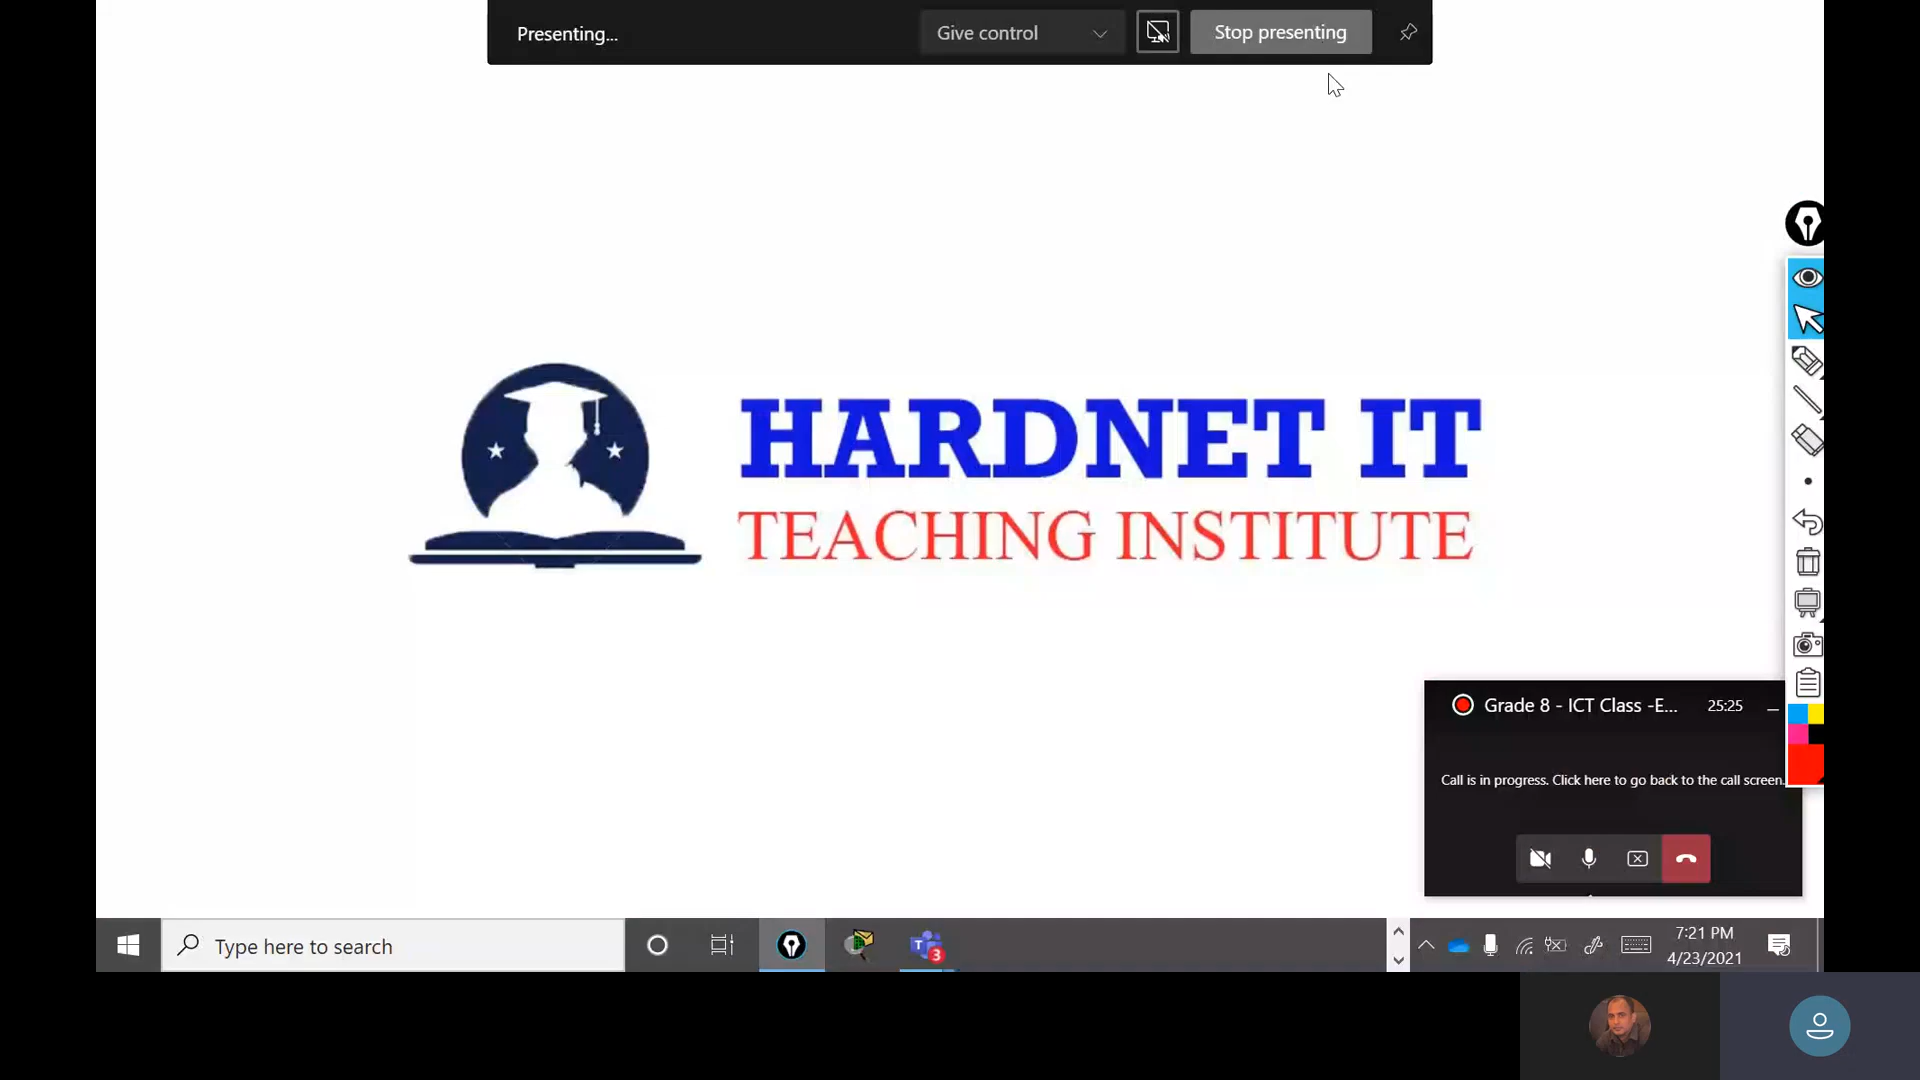 Presenting...
Give control
Stop presenting
HARDNET IT
TEACHING INSTITUTE
Grade 8 - ICT Class -E...
25:25
Call is in progress. Click here to go back to the call screen.
Type here to search
T
3
7:21 PM
4/23/2021